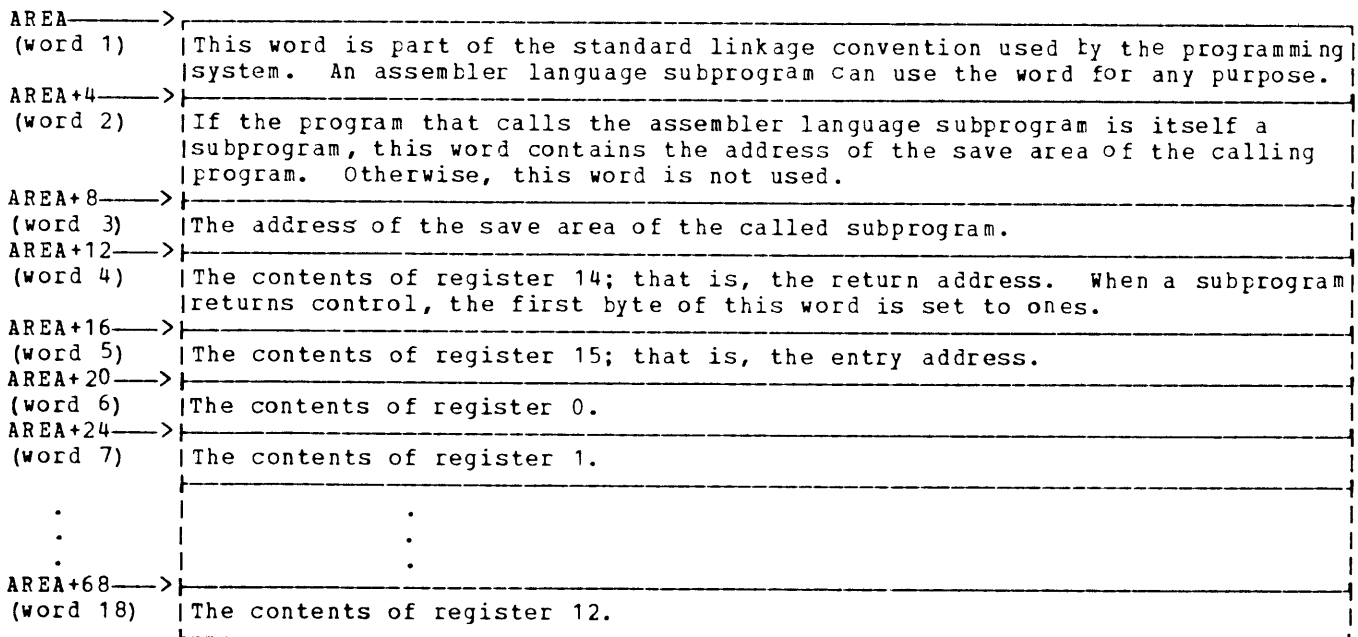 AREA——————>
(word 1) This word is part of the standard linkage convention used by the programming
system. An assembler language subprogram can use the word for any purpose.
AREA+4————>
(word 2) If the program that calls the assembler language subprogram is itself a
subprogram, this word contains the address of the save area of the calling
program. Otherwise, this word is not used.
AREA+8————>
(word 3) The address of the save area of the called subprogram.
AREA+12———>
(word 4) The contents of register 14; that is, the return address. When a subprogram
returns control, the first byte of this word is set to ones.
AREA+16———>
(word 5) The contents of register 15; that is, the entry address.
AREA+20———>
(word 6) The contents of register 0.
AREA+24———>
(word 7) The contents of register 1.
. .
. .
. .
AREA+68———>
(word 18) The contents of register 12.